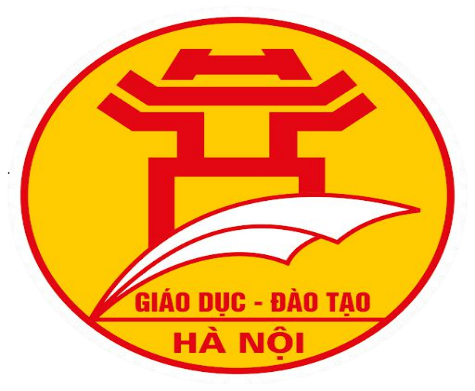 GIÁO DỤC - ĐÀO TẠO
HÀ NỘI